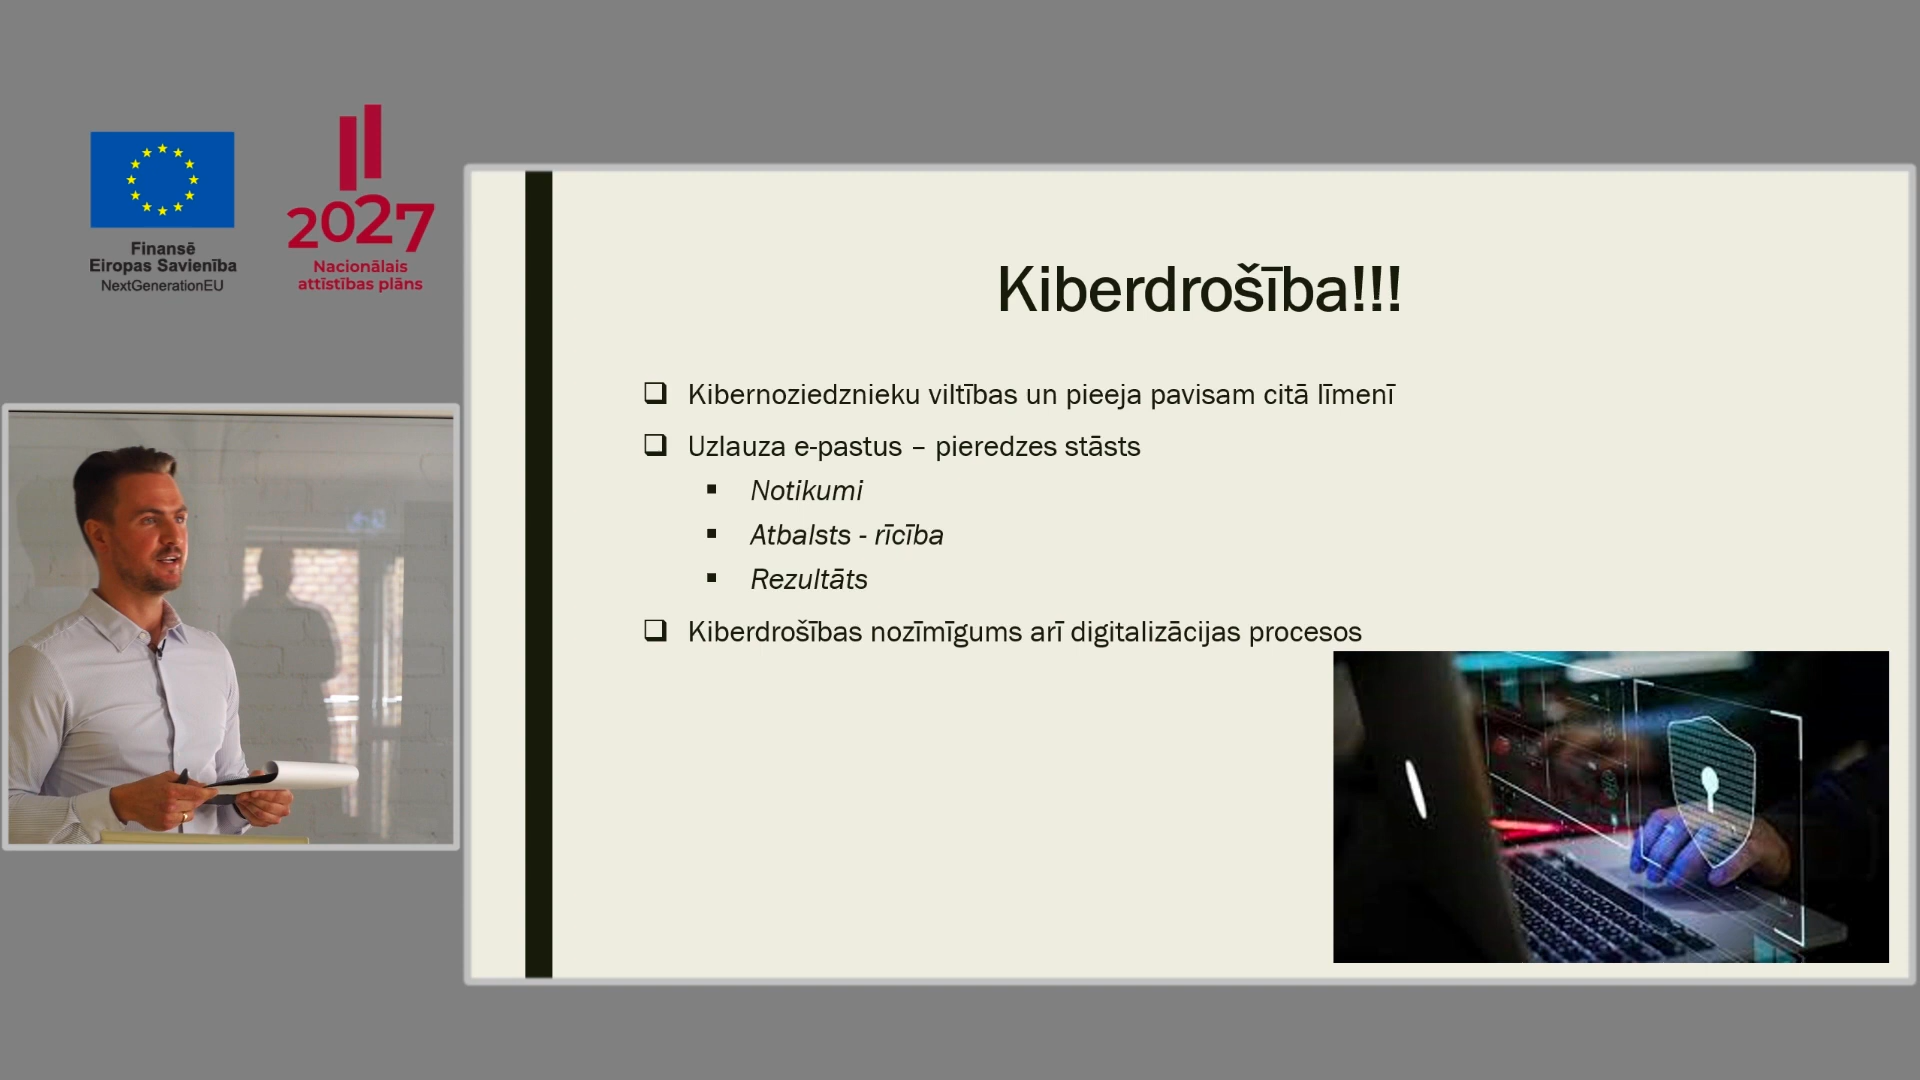 Finansē
Eiropas Savienība
NextGenerationEU
2027
Nacionālais
attīstības plāns
Kiberdrošība!!!
Kibernoziedznieku viltības un pieeja pavisam citā līmenī
Uzlauza e-pastus – pieredzes stāsts
Notikumi
Atbalsts - rīcība
Rezultāts
Kiberdrošības nozīmīgums arī digitalizācijas procesos